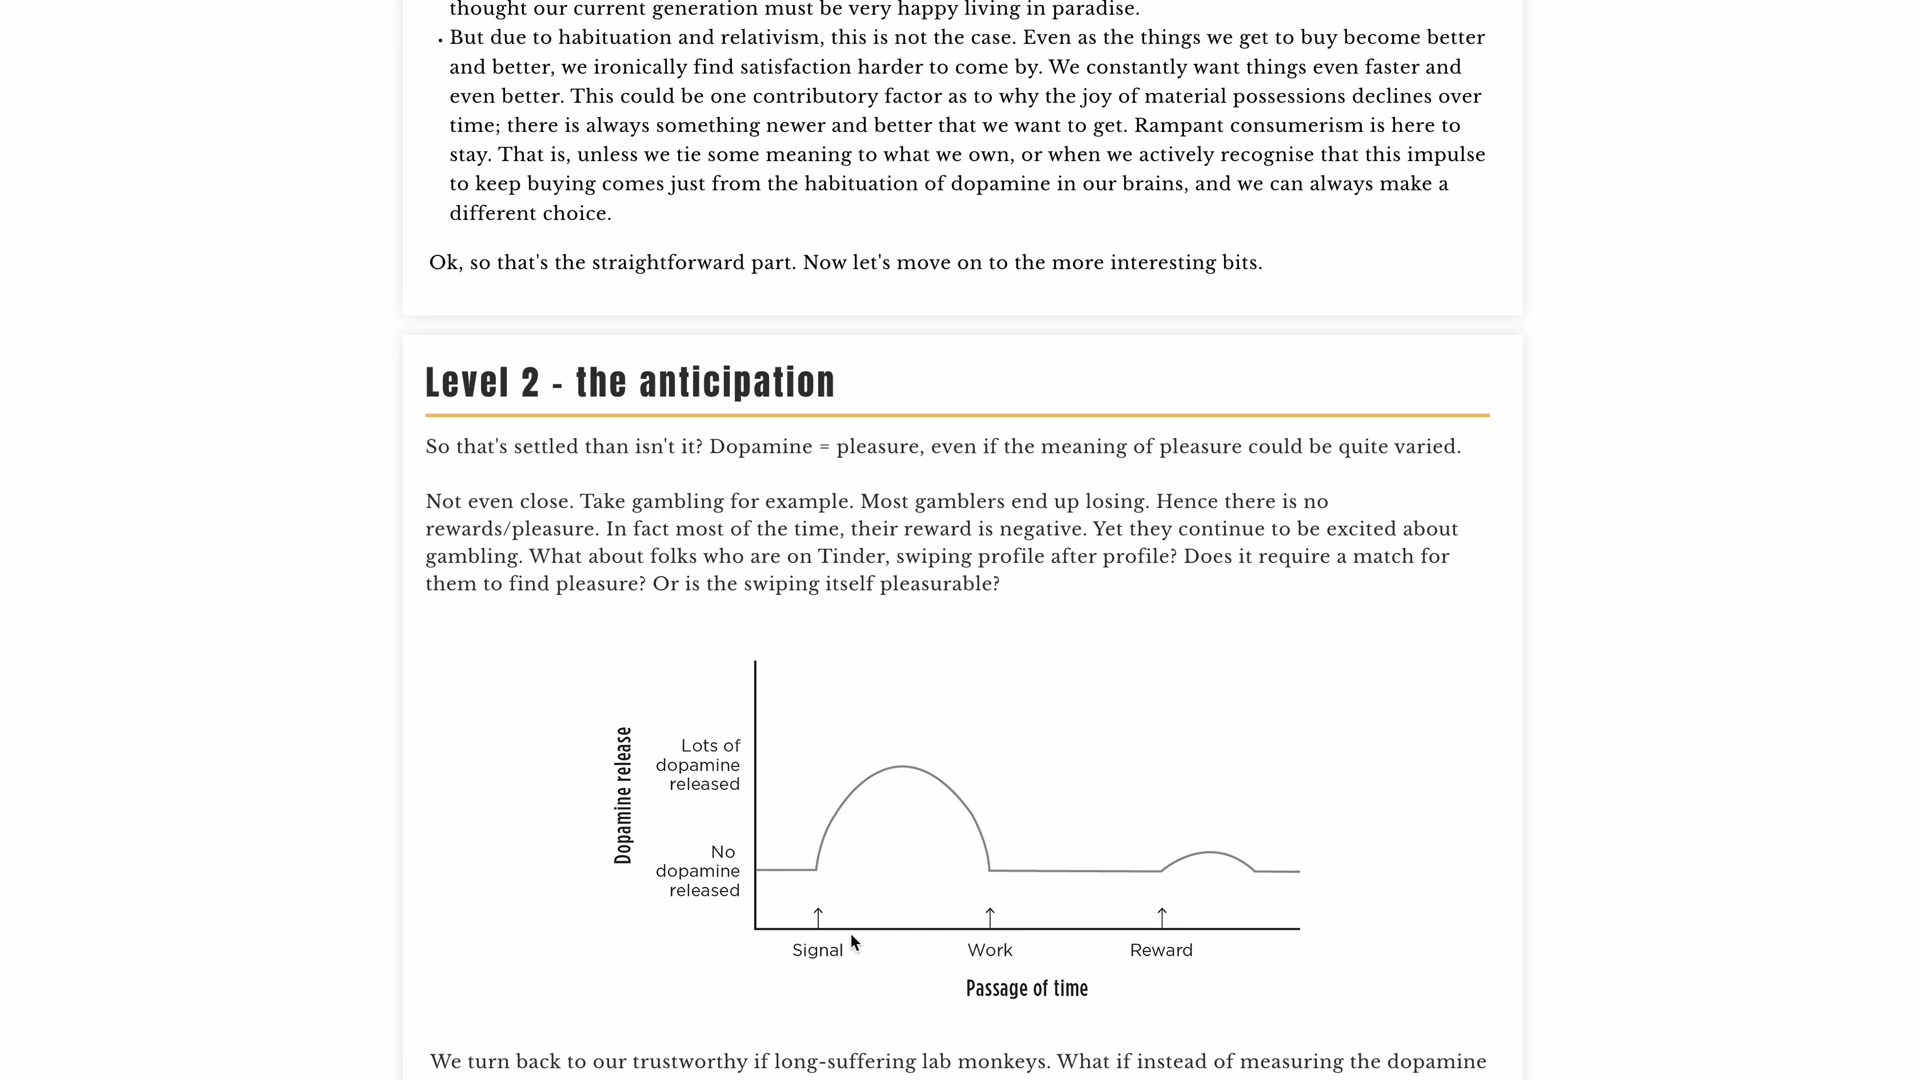 thought our current generation must be very happy living in paradise.
• But due to habituation and relativism, this is not the case. Even as the things we get to buy become better
and better, we ironically find satisfaction harder to come by. We constantly want things even faster and
even better. This could be one contributory factor as to why the joy of material possessions declines over
time; there is always something newer and better that we want to get. Rampant consumerism is here to
stay. That is, unless we tie some meaning to what we own, or when we actively recognise that this impulse
to keep buying comes just from the habituation of dopamine in our brains, and we can always make a
different choice.
Ok, so that's the straightforward part. Now let's move on to the more interesting bits.
Level 2 - the anticipation
So that's settled than isn't it? Dopamine = pleasure, even if the meaning of pleasure could be quite varied.
Not even close. Take gambling for example. Most gamblers end up losing. Hence there is no
rewards/pleasure. In fact most of the time, their reward is negative. Yet they continue to be excited about
gambling. What about folks who are on Tinder, swiping profile after profile? Does it require a match for
them to find pleasure? Or is the swiping itself pleasurable?
Dopamine release
Lots of
dopamine
released
No
dopamine
released
Signal
Work
Reward
Passage of time
We turn back to our trustworthy if long-suffering lab monkeys. What if instead of measuring the dopamine